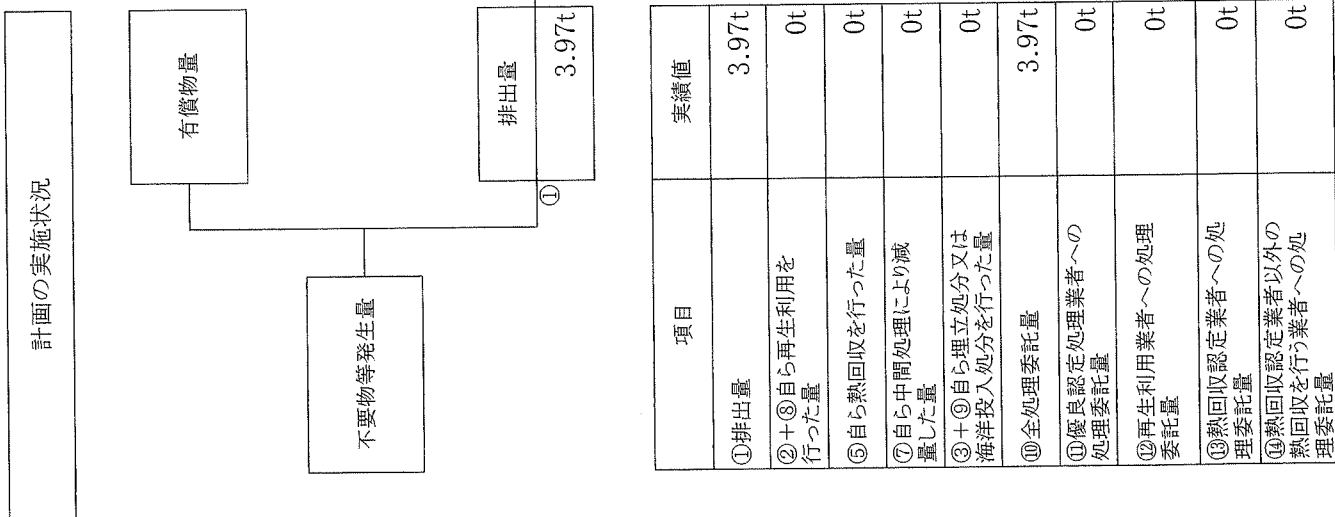 計画の実施状況
有償物量
不要物等発生量
排出量
①
3.97t
項目
実績値
①排出量
3.97t
②+⑧自ら再生利用を
行った量
0t
⑤自ら熱回収を行った量
0t
⑦自ら中間処理により減
量した量
0t
③+⑨自ら埋立処分又は
海洋投入処分を行った量
0t
⑩全処理委託量
3.97t
⑪優良認定処理業者への
処理委託量
0t
⑫再生利用業者への処理
委託量
0t
⑬熱回収認定業者への処
理委託量
0t
⑭熱回収認定業者以外の
熱回収を行う業者への処
理委託量
0t